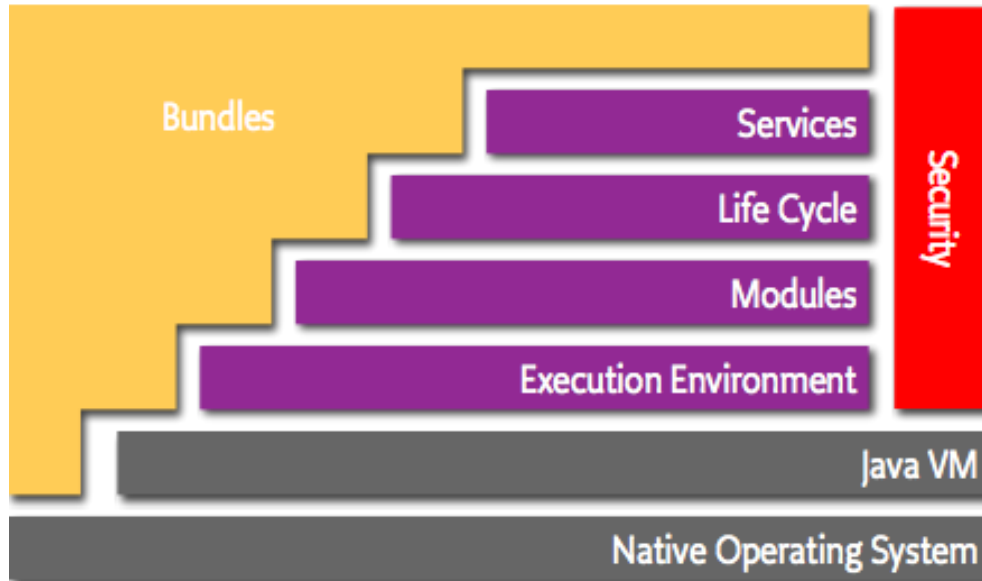 Bundles
Services
Life Cycle
Modules
Execution Environment
Java VM
Native Operating System
Security